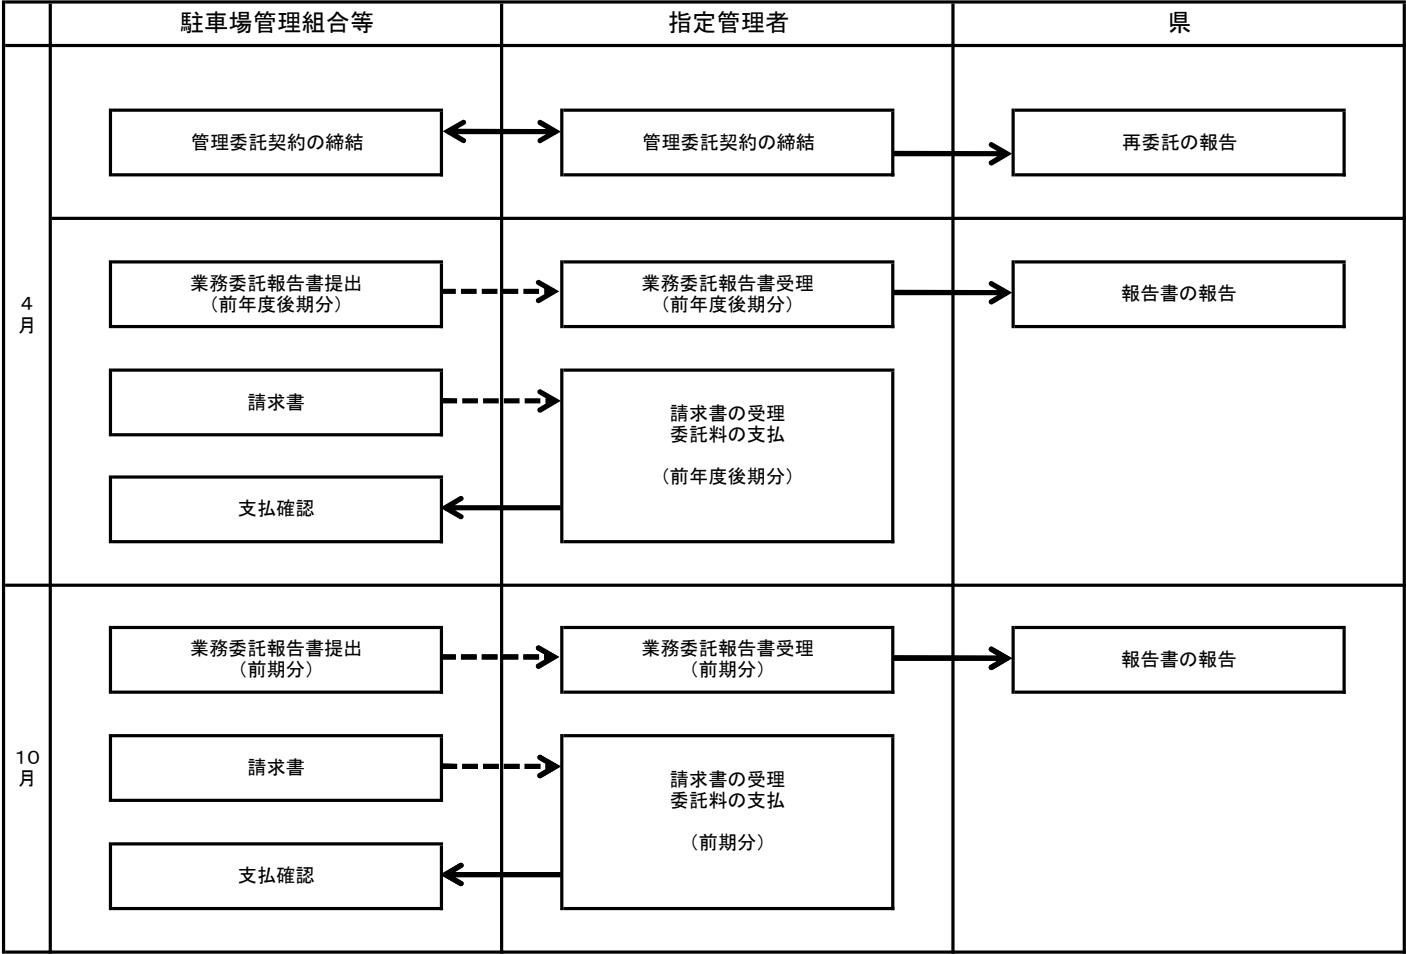 駐車場管理組合等
指定管理者
県
4
月
管理委託契約の締結
管理委託契約の締結
再委託の報告
業務委託報告書提出
（前年度後期分）
業務委託報告書受理
（前年度後期分）
報告書の報告
請求書
請求書の受理
委託料の支払
（前年度後期分）
支払確認
10
月
業務委託報告書提出
（前期分）
業務委託報告書受理
（前期分）
報告書の報告
請求書
請求書の受理
委託料の支払
（前期分）
支払確認